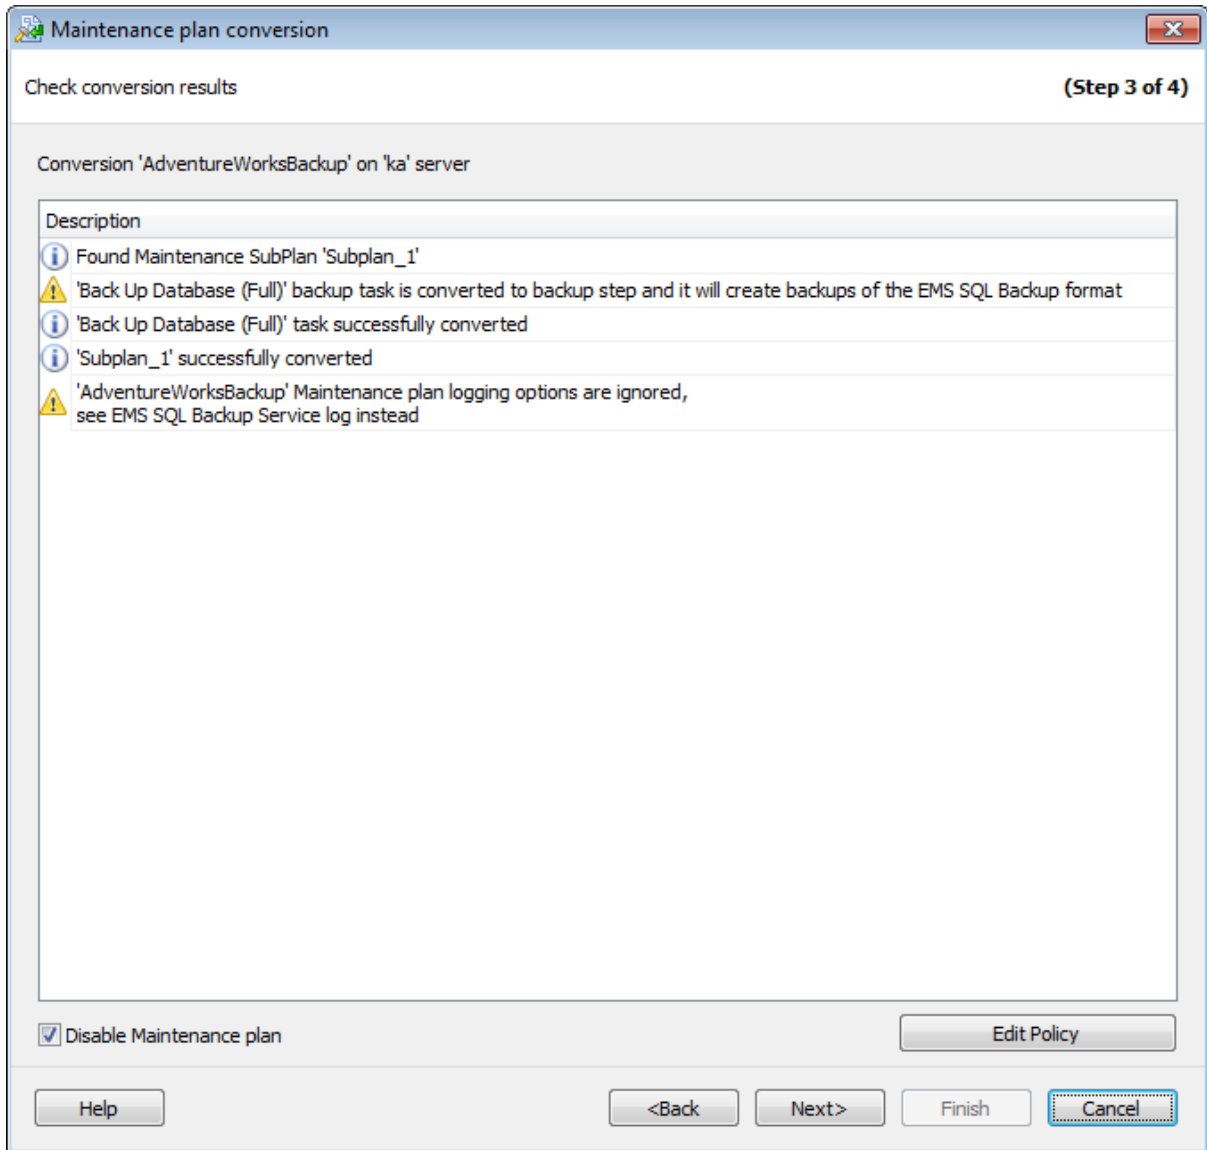 Maintenance plan conversion
Check conversion results
(Step 3 of 4)
Conversion 'AdventureWorksBackup' on 'ka' server
Description
Found Maintenance SubPlan 'Subplan_1'
'Back Up Database (Full)' backup task is converted to backup step and it will create backups of the EMS SQL Backup format
'Back Up Database (Full)' task successfully converted
'Subplan_1' successfully converted
'AdventureWorksBackup' Maintenance plan logging options are ignored,
see EMS SQL Backup Service log instead
Disable Maintenance plan
Edit Policy
Help
<Back
Next>
Finish
Cancel